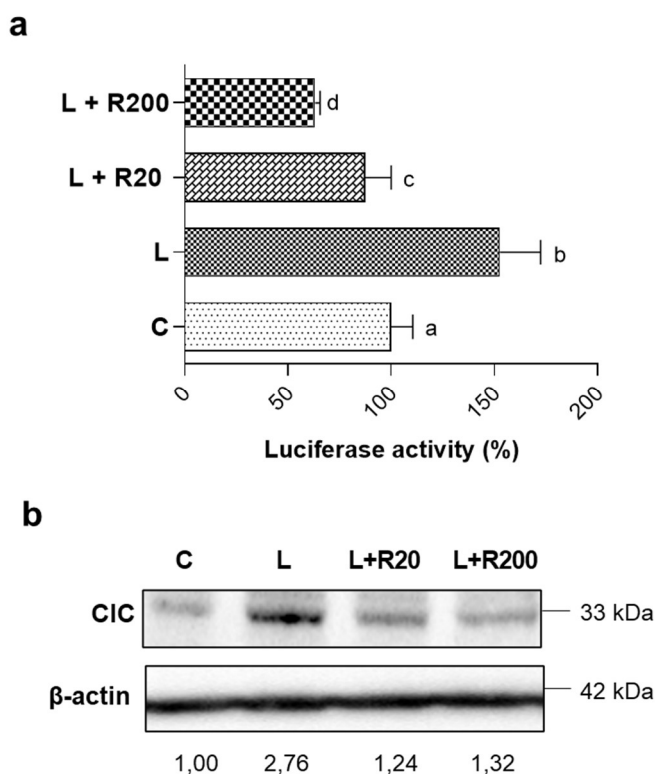 a
L + R200
d
L + R20
c
L
b
C
a
0 50 100 150 200
Luciferase activity (%)
b
C L L+R20 L+R200
CIC 33 kDa
β-actin 42 kDa
1,00 2,76 1,24 1,32